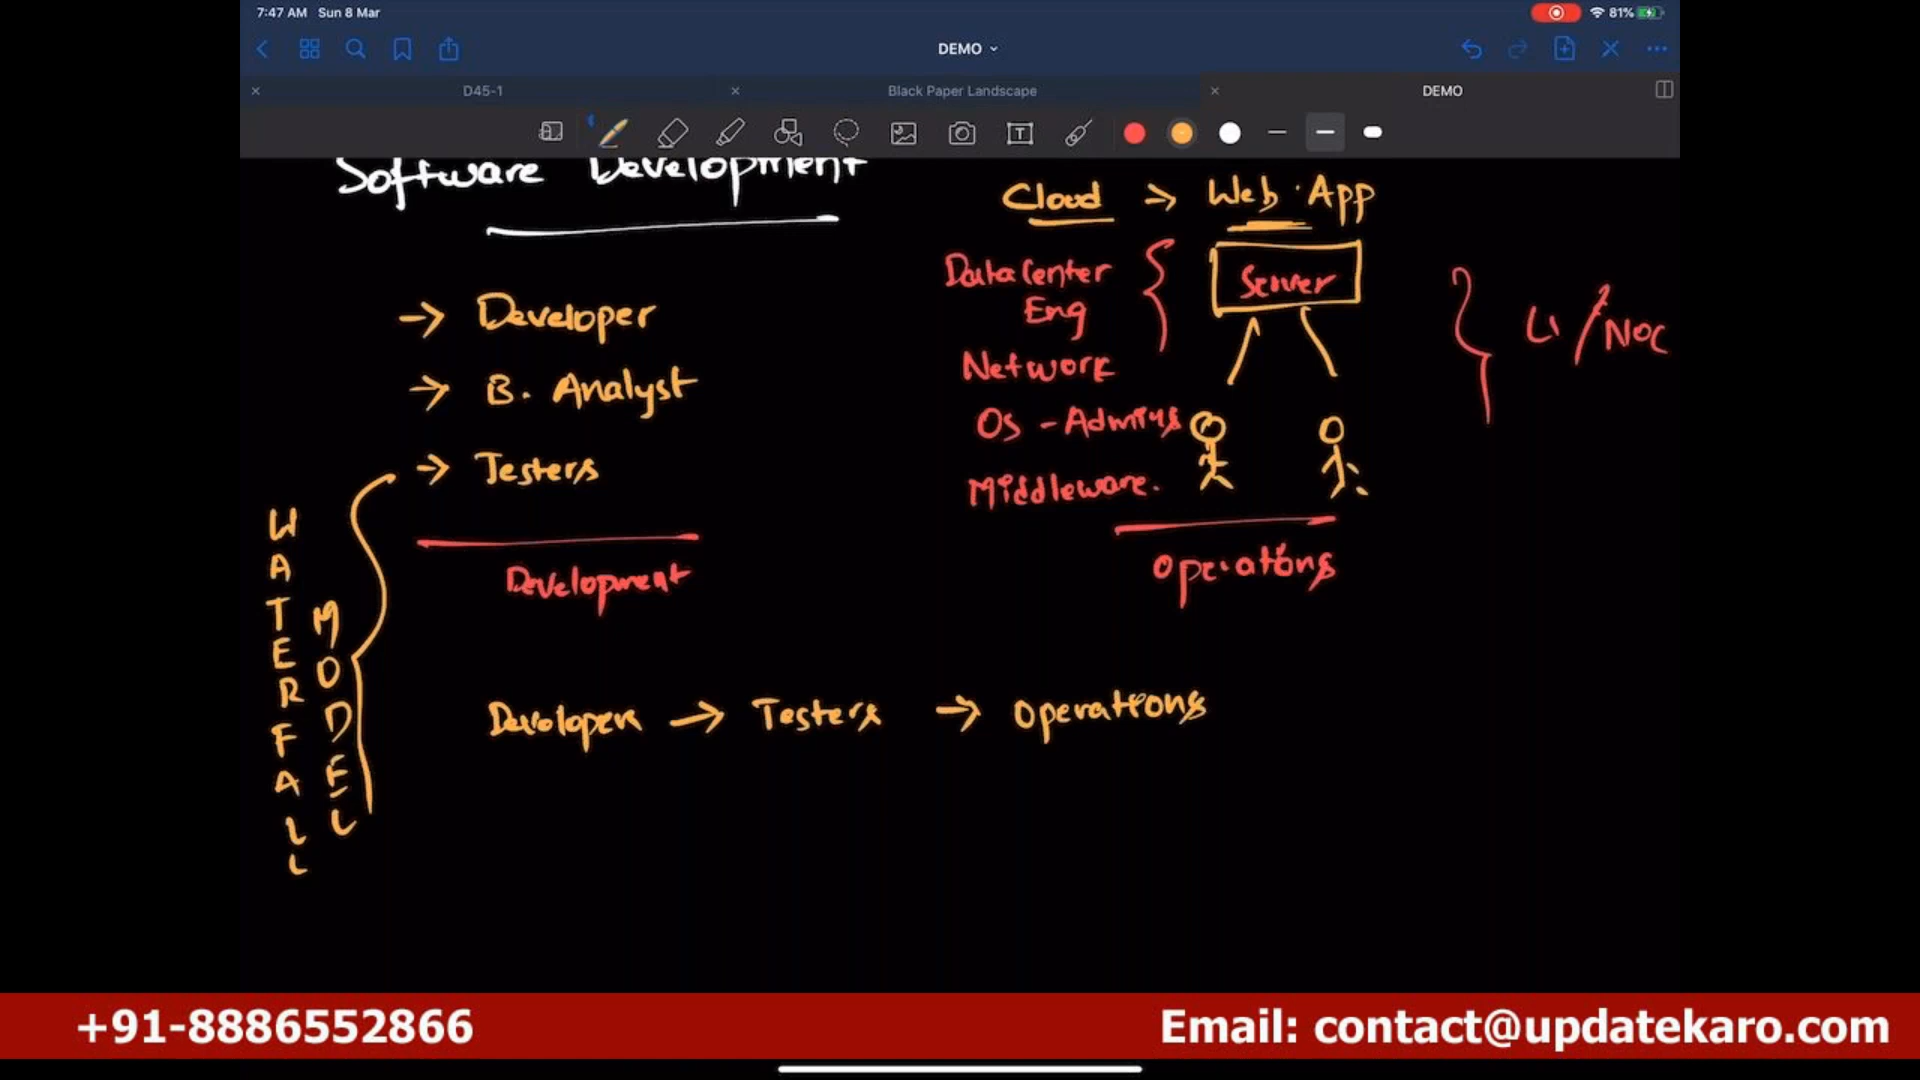 7:47 AM Sun 8 Mar
81%
DEMO
D45-1
Black Paper Landscape
DEMO
Software Development
Cloud → Web App
Developer
B. Analyst
Testers
Development
Server
Datacenter
Eng
Network
OS - Admins
Middleware.
L1/NOC
Operations
WATERFALL
MODEL
Developers → Testers → Operations
+91-8886552866
Email: contact@updatekaro.com